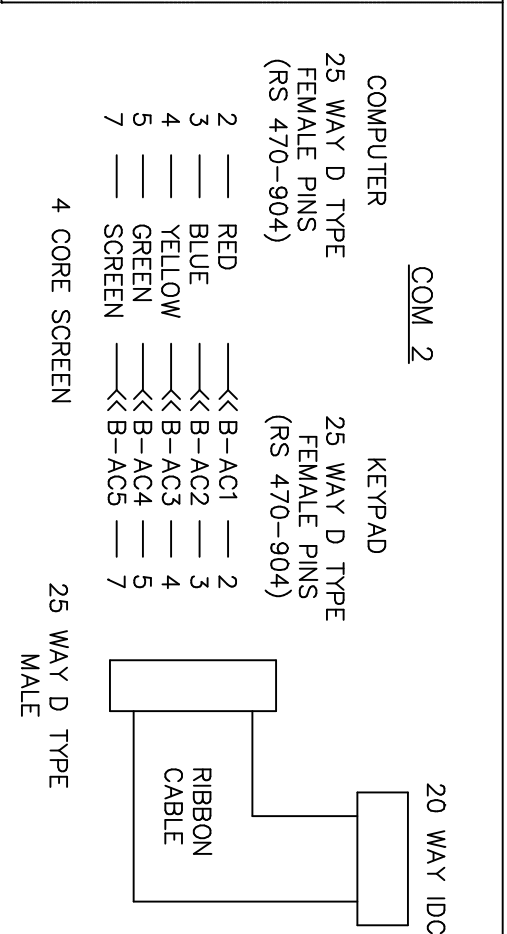 COM 2
COMPUTER
25 WAY D TYPE
FEMALE PINS
(RS 470-904)
KEYPAD
25 WAY D TYPE
FEMALE PINS
(RS 470-904)
2 RED B-AC1 2
3 BLUE B-AC2 3
4 YELLOW B-AC3 4
5 GREEN B-AC4 5
7 SCREEN B-AC5 7
4 CORE SCREEN
25 WAY D TYPE
MALE
RIBBON
CABLE
20 WAY IDC